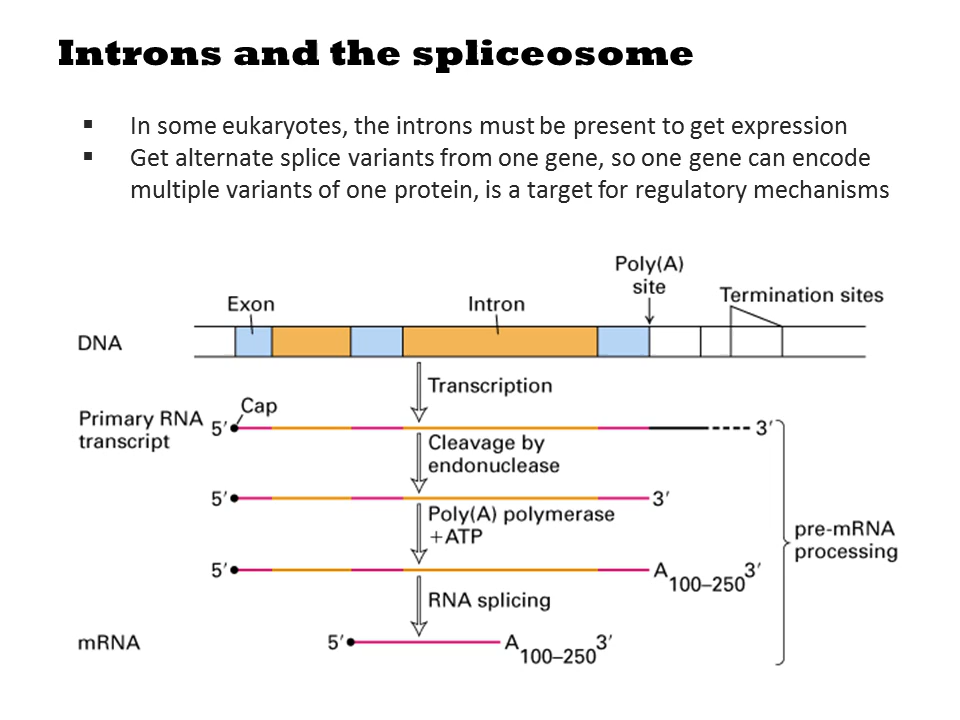 Introns and the spliceosome
▪ In some eukaryotes, the introns must be present to get expression
▪ Get alternate splice variants from one gene, so one gene can encode
multiple variants of one protein, is a target for regulatory mechanisms
Poly(A)
site
Termination sites
Exon
Intron
DNA
Transcription
Cap
Primary RNA
transcript
5′
3′
Cleavage by
endonuclease
5′
3′
Poly(A) polymerase
+ATP
pre-mRNA
processing
5′
A100–250 3′
RNA splicing
mRNA
5′
A100–250 3′